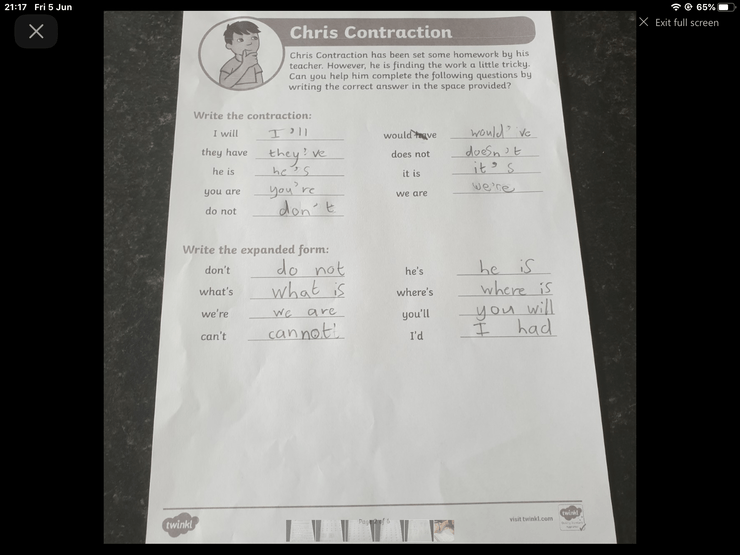 21:17 Fri 5 Jun
65%
Exit full screen
Chris Contraction
Chris Contraction has been set some homework by his
teacher. However, he is finding the work a little tricky.
Can you help him complete the following questions by
writing the correct answer in the space provided?
Write the contraction:
I will I'll
they have they've
he is he's
you are you're
do not don't
would have would've
does not doesn't
it is it's
we are we're
Write the expanded form:
don't do not
what's what is
we're we are
can't cannot
he's he is
where's where is
you'll you will
I'd I had
twinkl
visit twinkl.com
twinkl